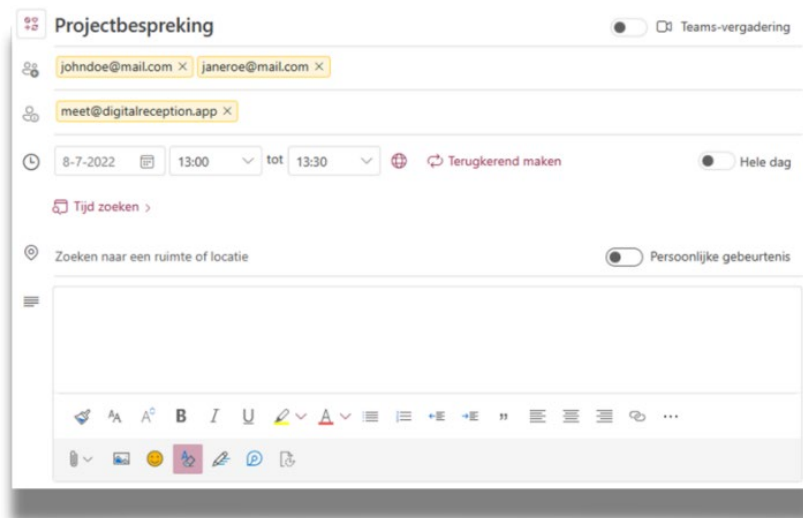 Projectbespreking
Teams-vergadering
johndoe@mail.com × janeroe@mail.com ×
meet@digitalreception.app ×
8-7-2022 13:00 tot 13:30 Terugkerend maken Hele dag
Tijd zoeken >
Zoeken naar een ruimte of locatie Persoonlijke gebeurtenis